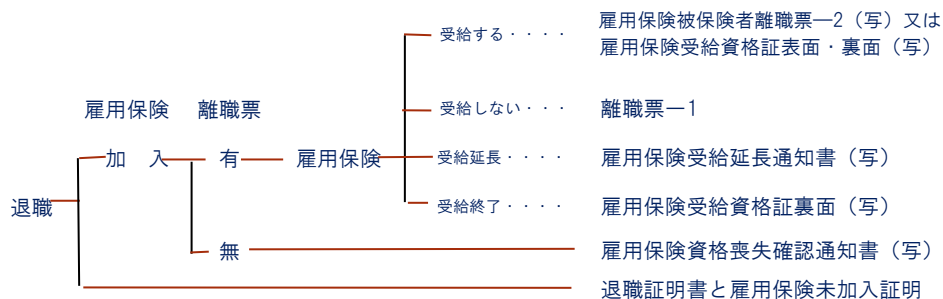 受給する・・・・ 雇用保険被保険者離職票―2（写）又は
雇用保険受給資格証表面・裏面（写）
受給しない・・・ 離職票ー1
雇用保険 離職票
加 入 有 雇用保険 受給延長・・・・ 雇用保険受給延長通知書（写）
退職 受給終了・・・・ 雇用保険受給資格証裏面（写）
無 雇用保険資格喪失確認通知書（写）
退職証明書と雇用保険未加入証明